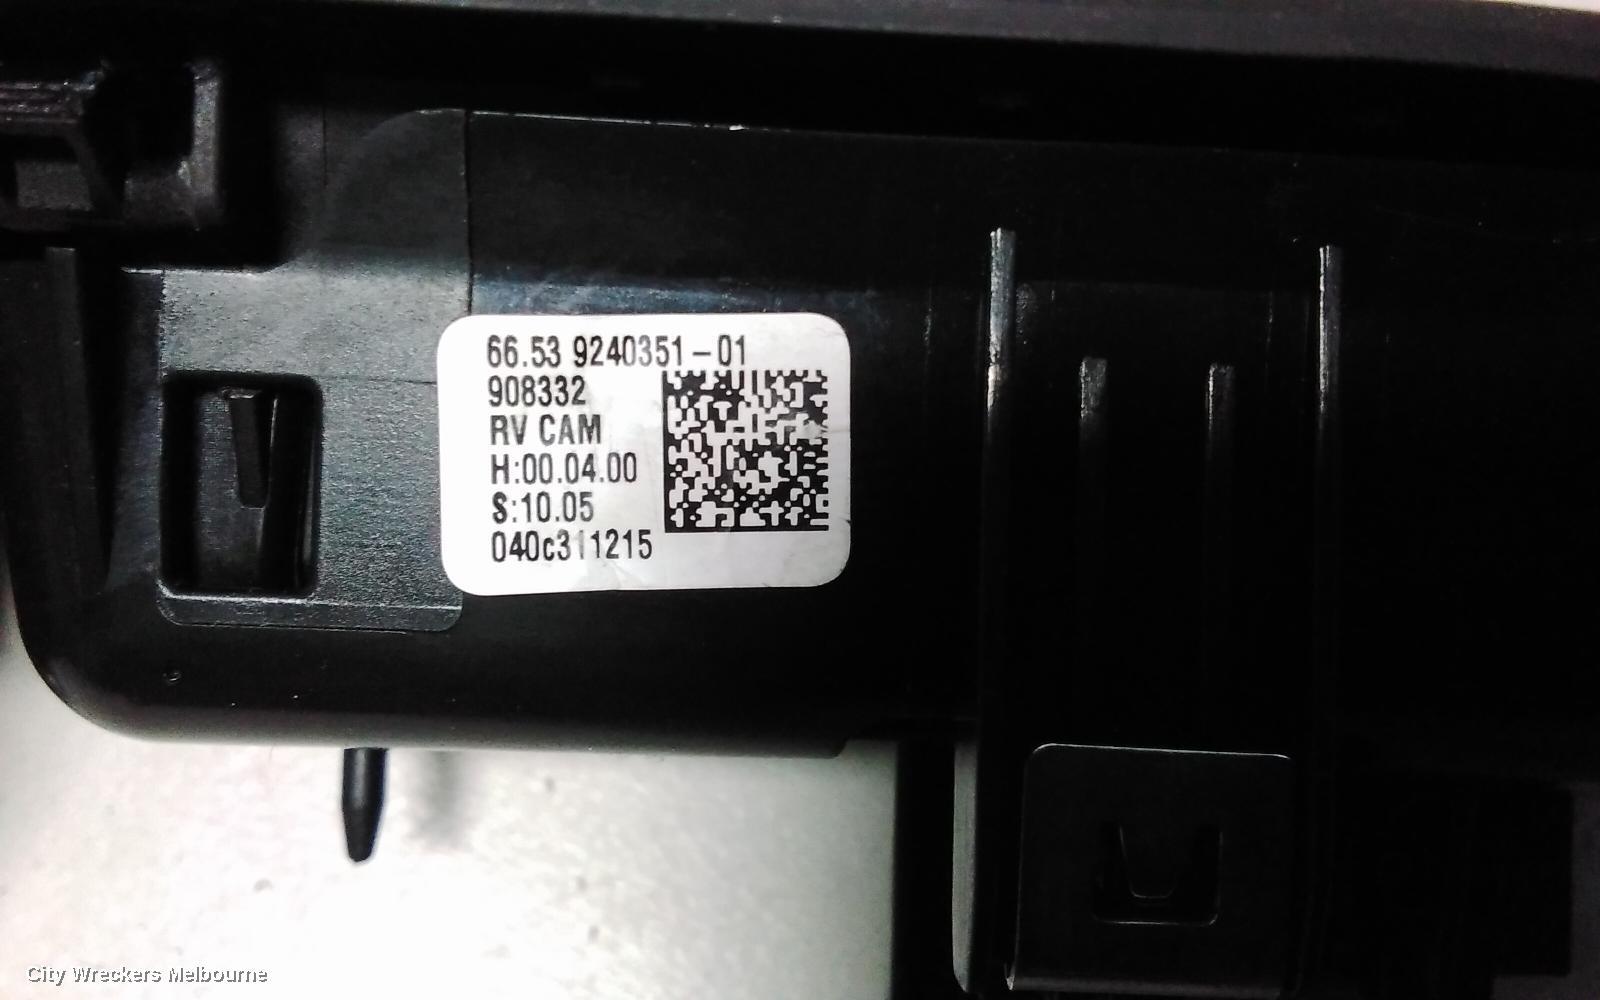 66.53 9240351-01
908332
RV CAM
H:00.04.00
S:10.05
040c311215
City Wreckers Melbourne